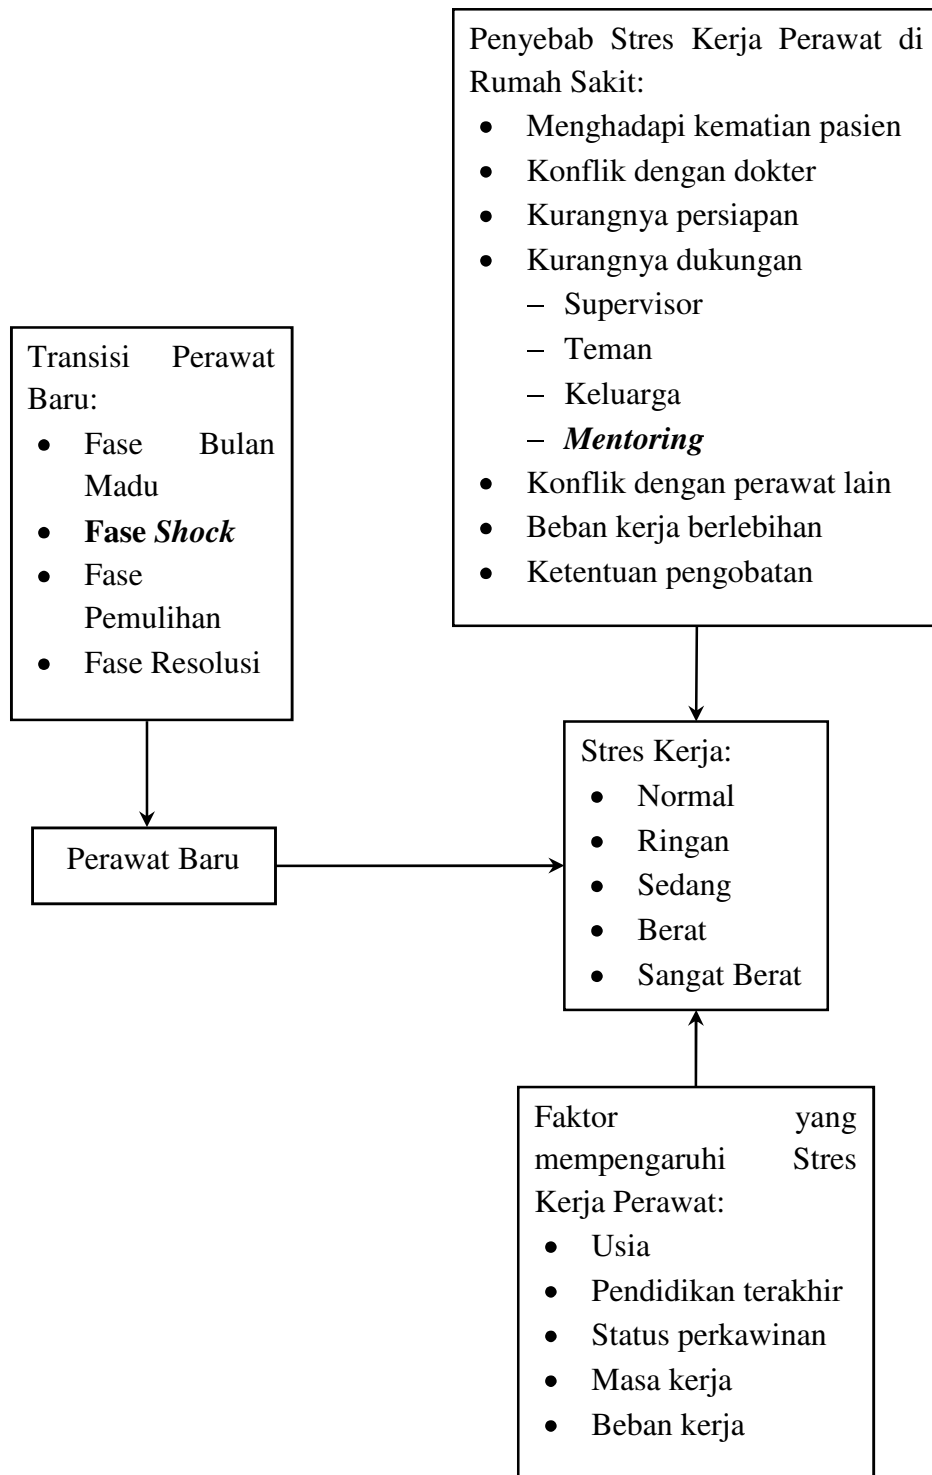 Penyebab Stres Kerja Perawat di
Rumah Sakit:
• Menghadapi kematian pasien
• Konflik dengan dokter
• Kurangnya persiapan
• Kurangnya dukungan
– Supervisor
– Teman
– Keluarga
– Mentoring
• Konflik dengan perawat lain
• Beban kerja berlebihan
• Ketentuan pengobatan
Transisi Perawat
Baru:
• Fase Bulan
Madu
• Fase Shock
• Fase
Pemulihan
• Fase Resolusi
Perawat Baru
Stres Kerja:
• Normal
• Ringan
• Sedang
• Berat
• Sangat Berat
Faktor yang
mempengaruhi Stres
Kerja Perawat:
• Usia
• Pendidikan terakhir
• Status perkawinan
• Masa kerja
• Beban kerja